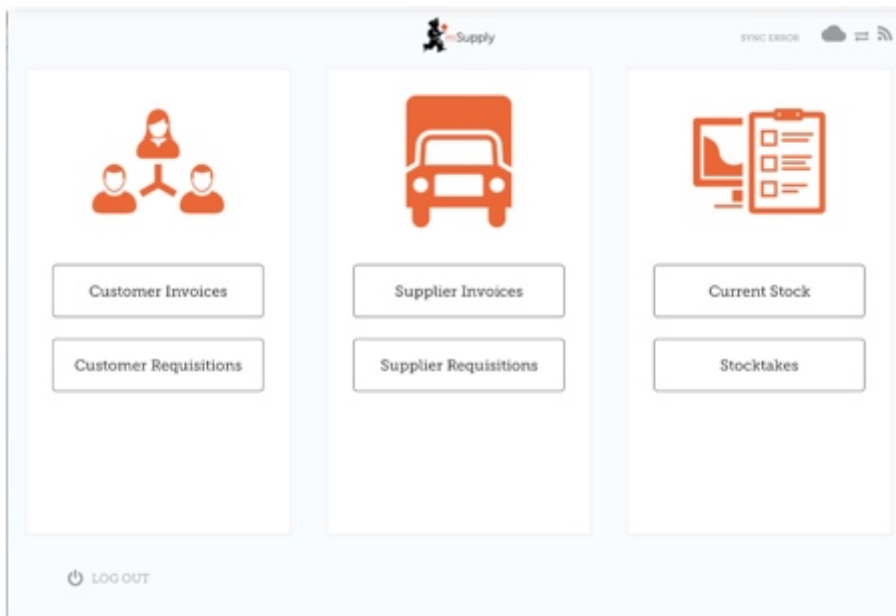 mSupply
SYNC ERROR
Customer Invoices
Customer Requisitions
Supplier Invoices
Supplier Requisitions
Current Stock
Stocktakes
LOG OUT